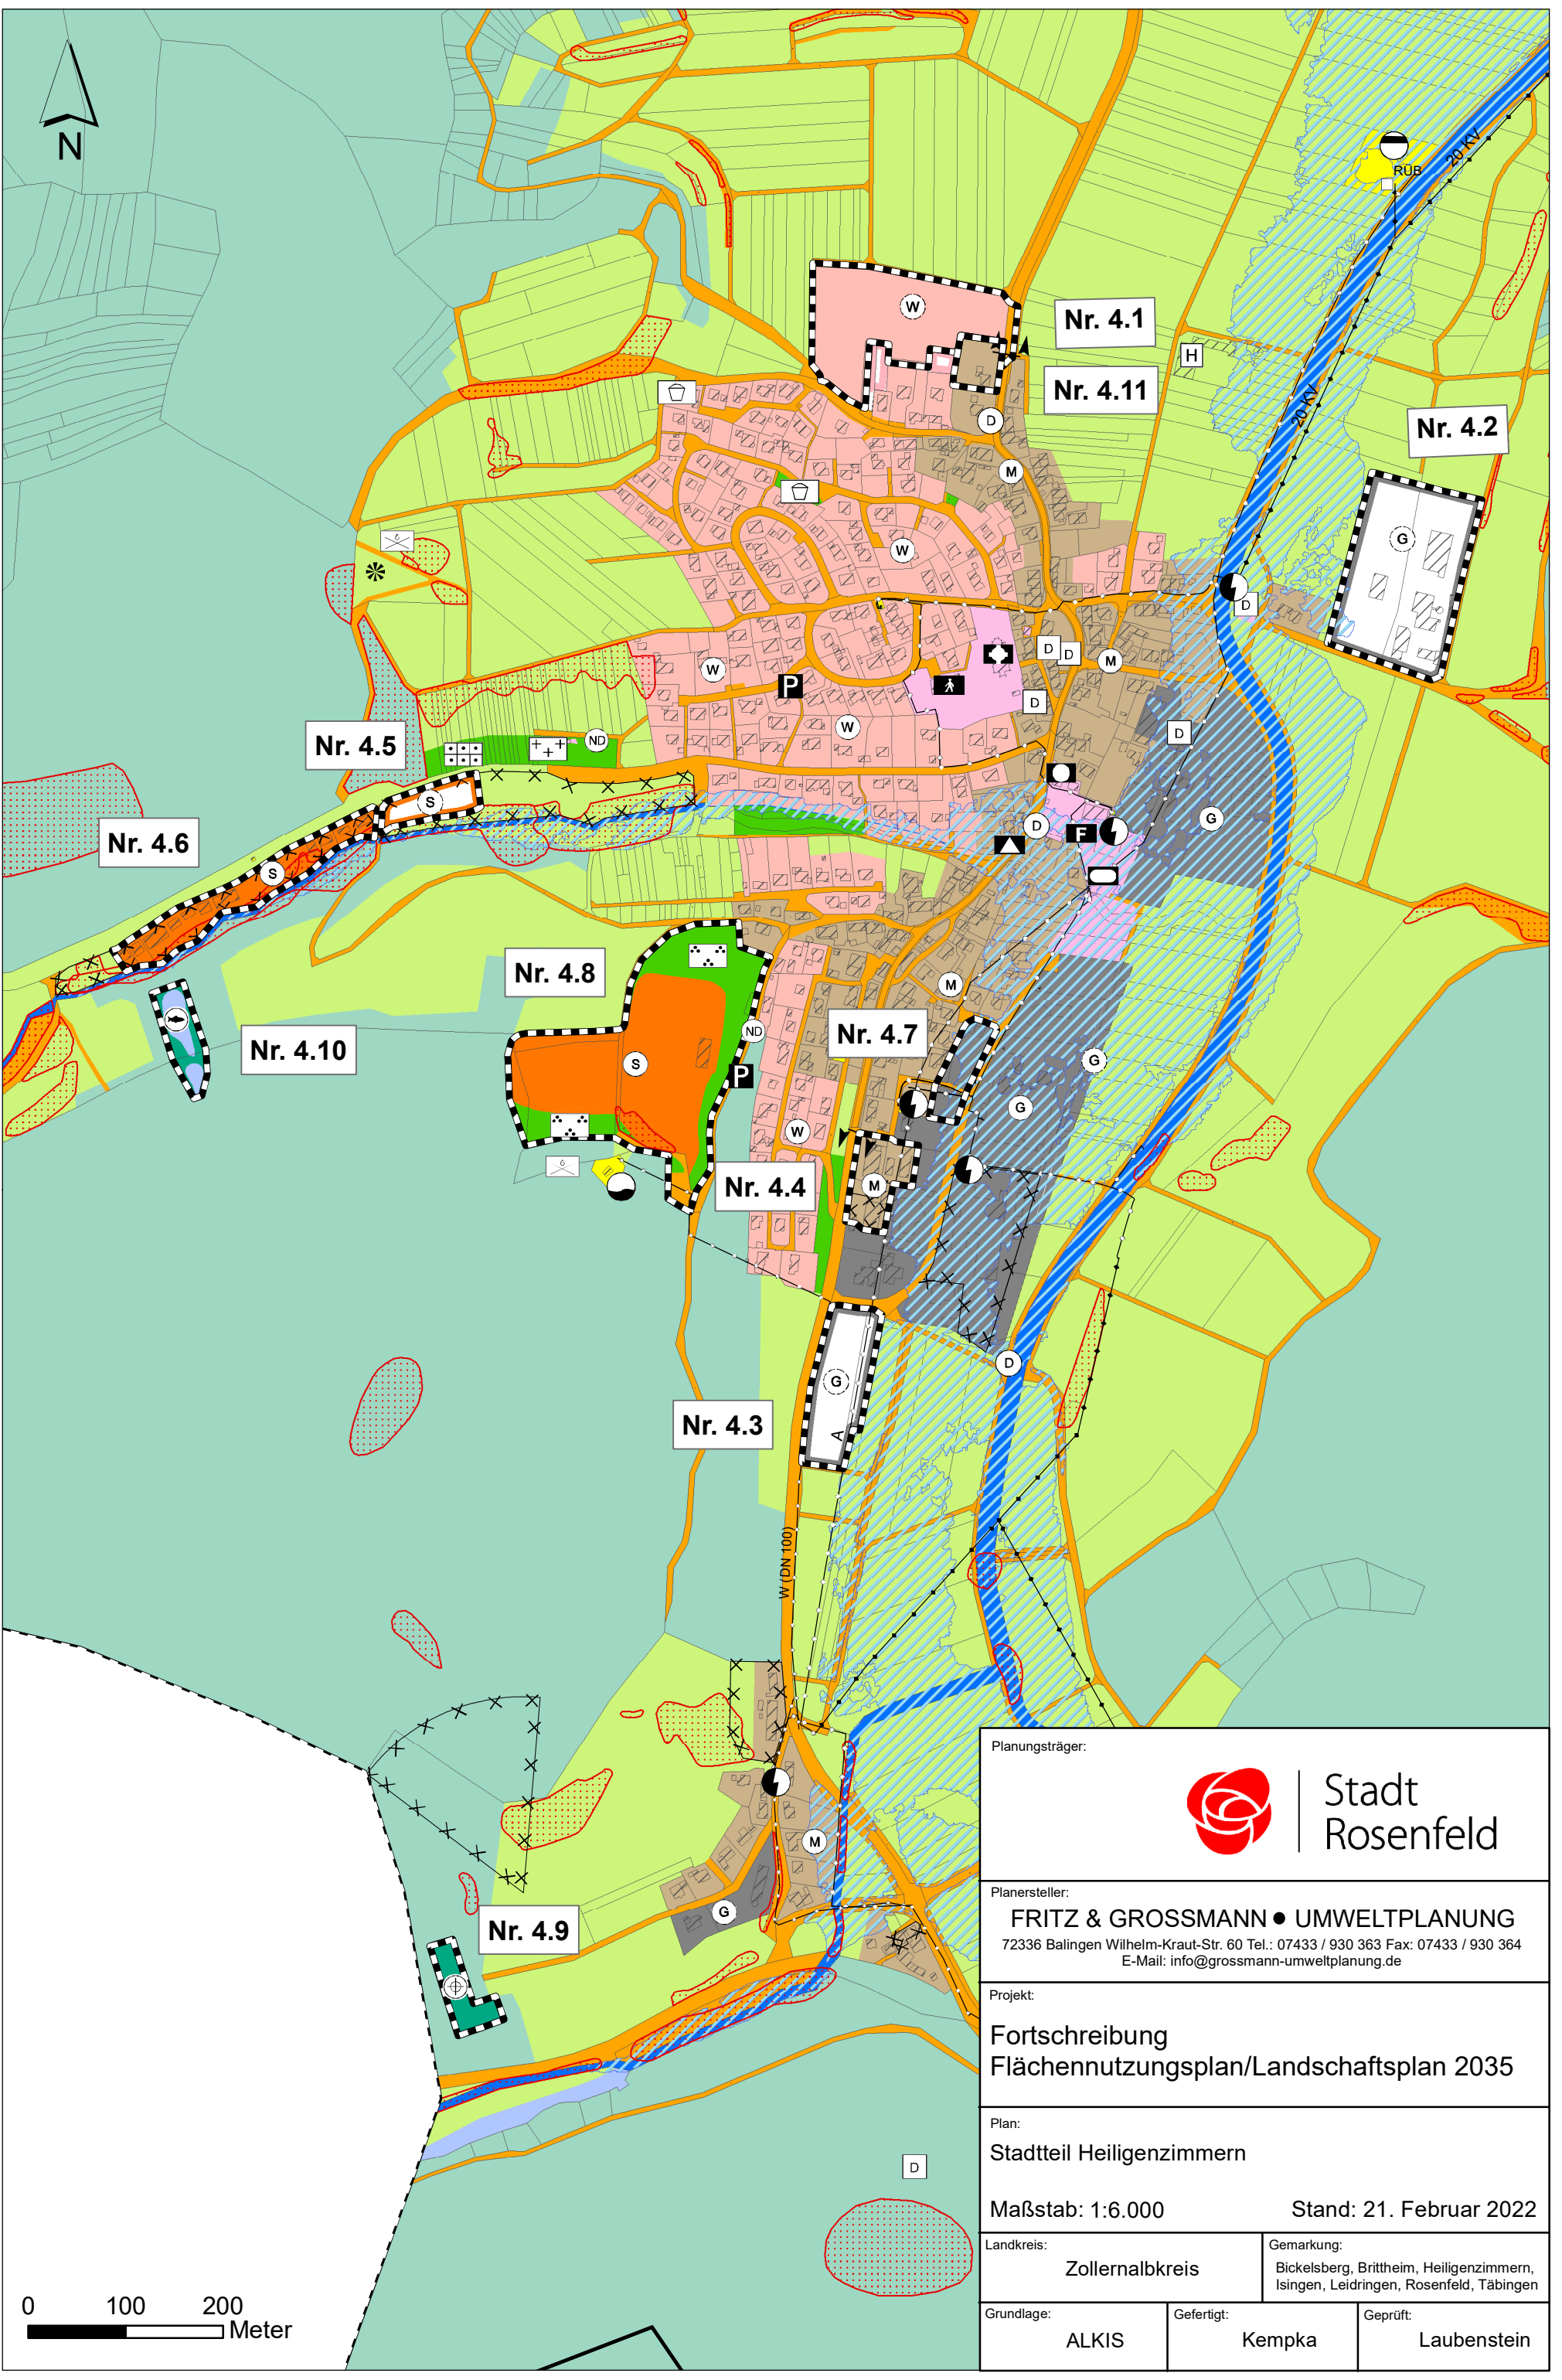 N
20 KV
RÜB
W
Nr. 4.1
H
Nr. 4.11
20 KV
Nr. 4.2
D
M
G
W
D
D
D
M
W
P
D
W
D
Nr. 4.5
ND
S
G
D
F
Nr. 4.6
S
Nr. 4.8
M
Nr. 4.7
ND
Nr. 4.10
S
P
G
G
W
Nr. 4.4
M
D
G
Nr. 4.3
A
W (DN 100)
M
G
Nr. 4.9
D
0 100 200
Meter
Planungsträger:
Stadt
Rosenfeld
Planersteller:
FRITZ & GROSSMANN ● UMWELTPLANUNG
72336 Balingen Wilhelm-Kraut-Str. 60 Tel.: 07433 / 930 363 Fax: 07433 / 930 364
E-Mail: info@grossmann-umweltplanung.de
Projekt:
Fortschreibung
Flächennutzungsplan/Landschaftsplan 2035
Plan:
Stadtteil Heiligenzimmern
Maßstab: 1:6.000 Stand: 21. Februar 2022
Landkreis:
Zollernalbkreis
Gemarkung:
Bickelsberg, Brittheim, Heiligenzimmern,
Isingen, Leidringen, Rosenfeld, Täbingen
Grundlage:
ALKIS
Gefertigt:
Kempka
Geprüft:
Laubenstein